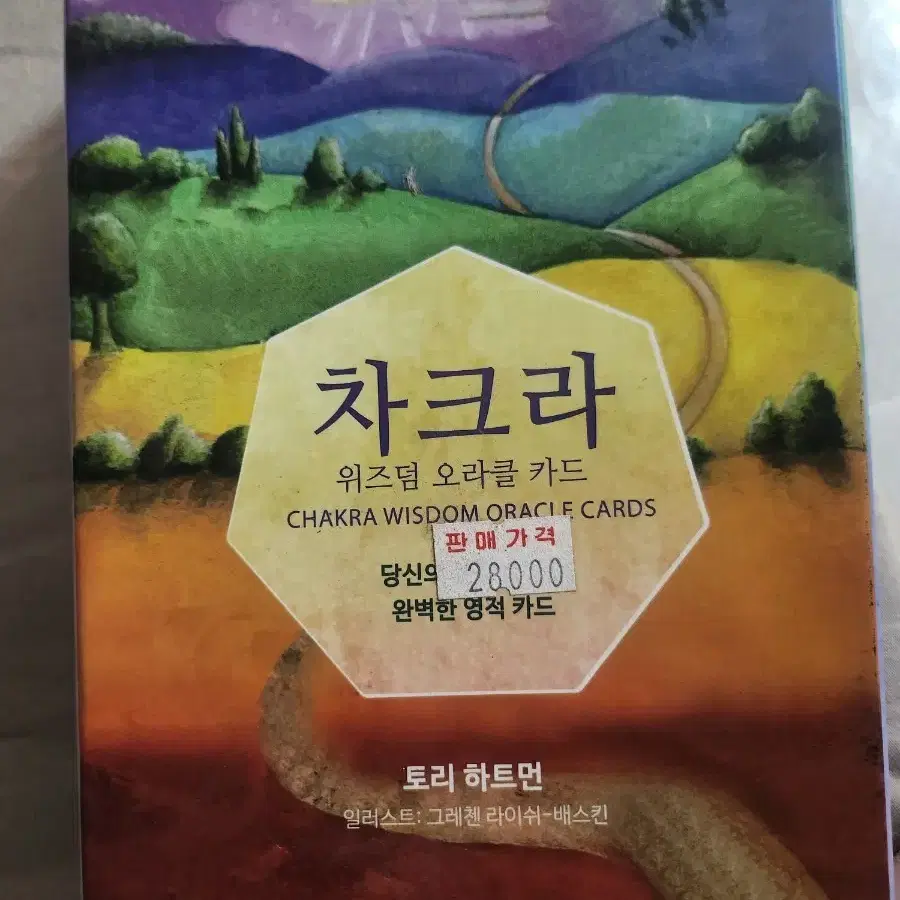 차크라
위즈덤 오라클 카드
CHAKRA WISDOM ORACLE CARDS
판매가격
28000
당신의
완벽한 영적 카드
토리 하트먼
일러스트: 그레첸 라이쉬-배스킨